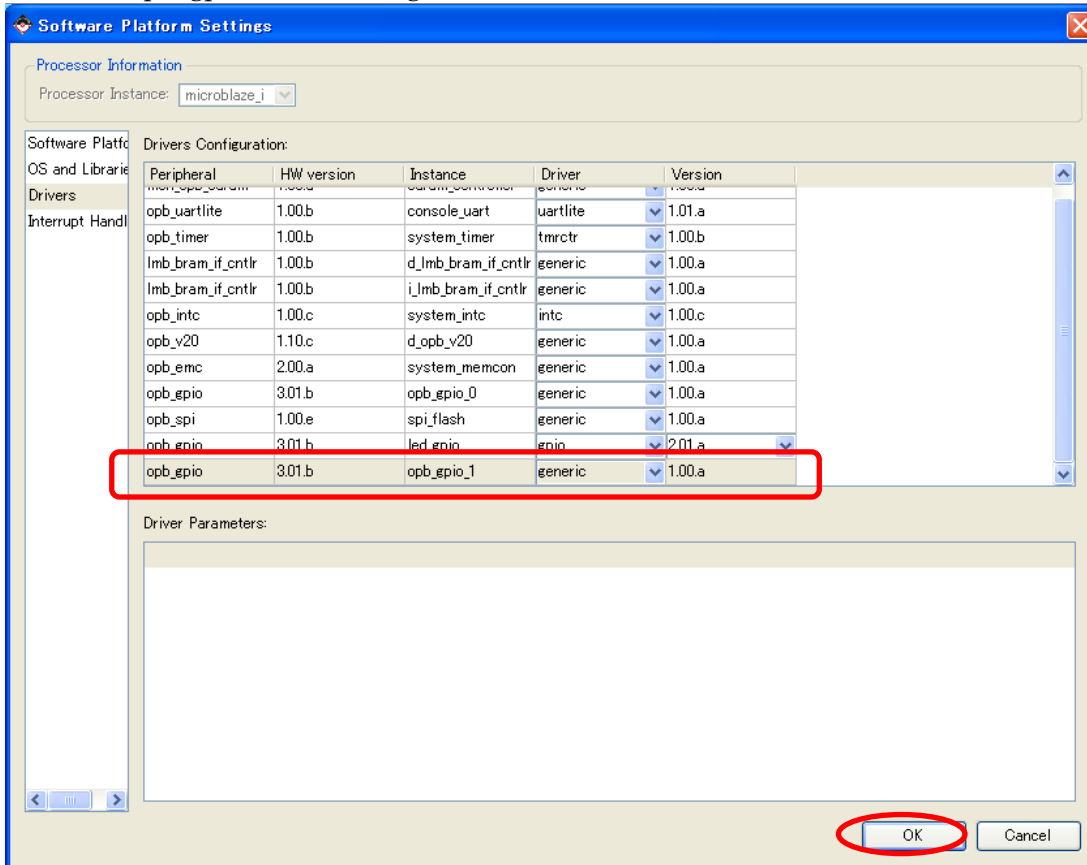 Software Platform Settings
Processor Information
Processor Instance: microblaze_i
Software Platfo
OS and Librarie
Drivers
Interrupt Handl
Drivers Configuration:
Peripheral HW version Instance Driver Version
opb_uartlite 1.00.b console_uart uartlite 1.01.a
opb_timer 1.00.b system_timer tmrctr 1.00.b
lmb_bram_if_cntlr 1.00.b d_lmb_bram_if_cntlr generic 1.00.a
lmb_bram_if_cntlr 1.00.b i_lmb_bram_if_cntlr generic 1.00.a
opb_intc 1.00.c system_intc intc 1.00.c
opb_v20 1.10.c d_opb_v20 generic 1.00.a
opb_emc 2.00.a system_memcon generic 1.00.a
opb_gpio 3.01.b opb_gpio_0 generic 1.00.a
opb_spi 1.00.e spi_flash generic 1.00.a
opb_gpio 3.01.b led_gpio gpio 2.01.a
opb_gpio 3.01.b opb_gpio_1 generic 1.00.a
Driver Parameters:
OK Cancel